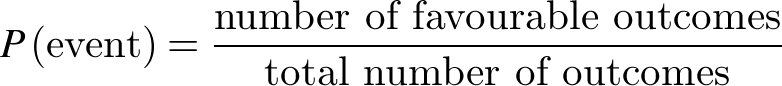 P(event) = number of favourable outcomes
total number of outcomes